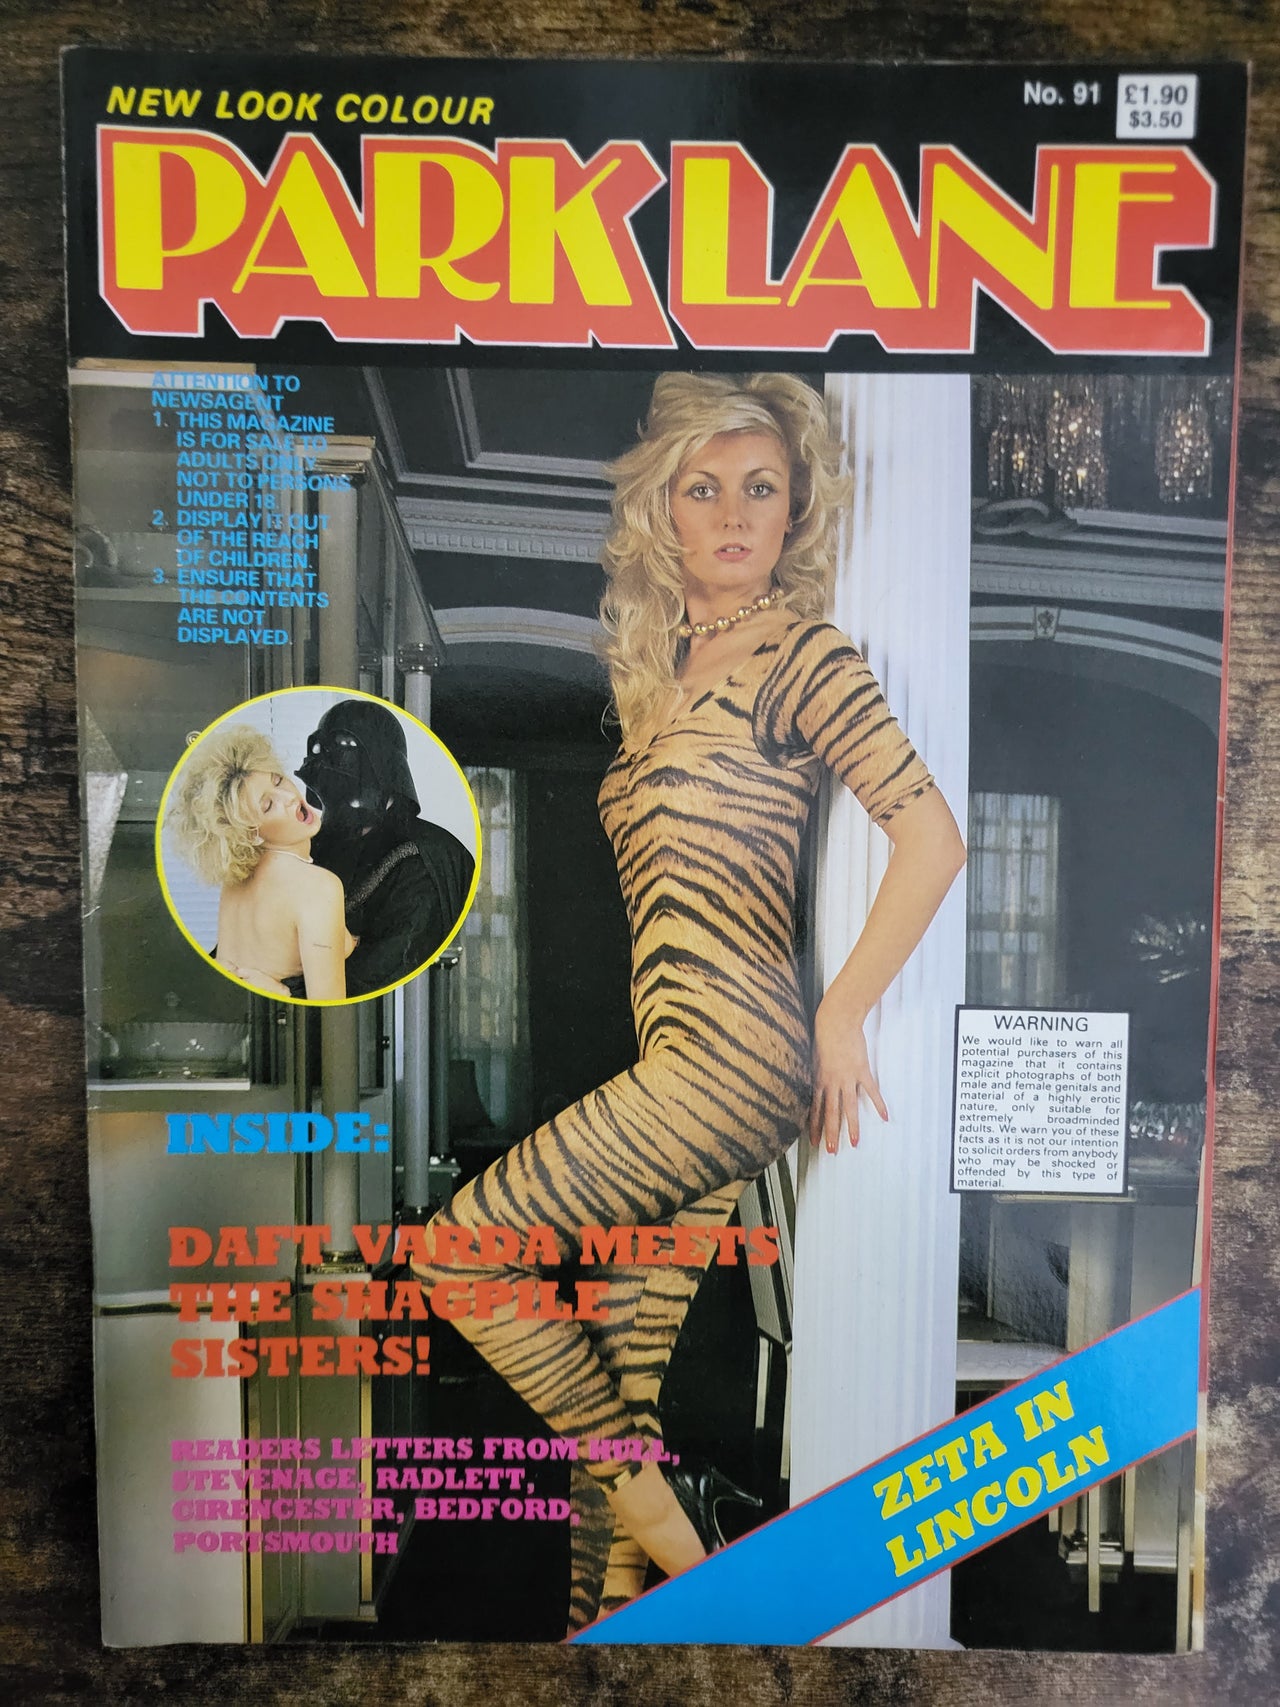 NEW LOOK COLOUR
No. 91
£1.90
$3.50
PARK LANE
ATTENTION TO
NEWSAGENT
1. THIS MAGAZINE
IS FOR SALE TO
ADULTS ONLY
NOT TO PERSONS
UNDER 18.
2. DISPLAY IT OUT
OF THE REACH
OF CHILDREN.
3. ENSURE THAT
THE CONTENTS
ARE NOT
DISPLAYED.
WARNING
We would like to warn all
potential purchasers of this
magazine that it contains
explicit photographs of both
male and female genitals and
material of a highly erotic
nature, only suitable for
extremely broadminded
adults. We warn you of these
facts as it is not our intention
to solicit orders from anybody
who may be shocked or
offended by this type of
material.
INSIDE:
DAFT VARDA MEETS
THE SHAGPILE
SISTERS!
READERS LETTERS FROM HULL,
STEVENAGE, RADLETT,
CIRENCESTER, BEDFORD,
PORTSMOUTH
ZETA IN
LINCOLN